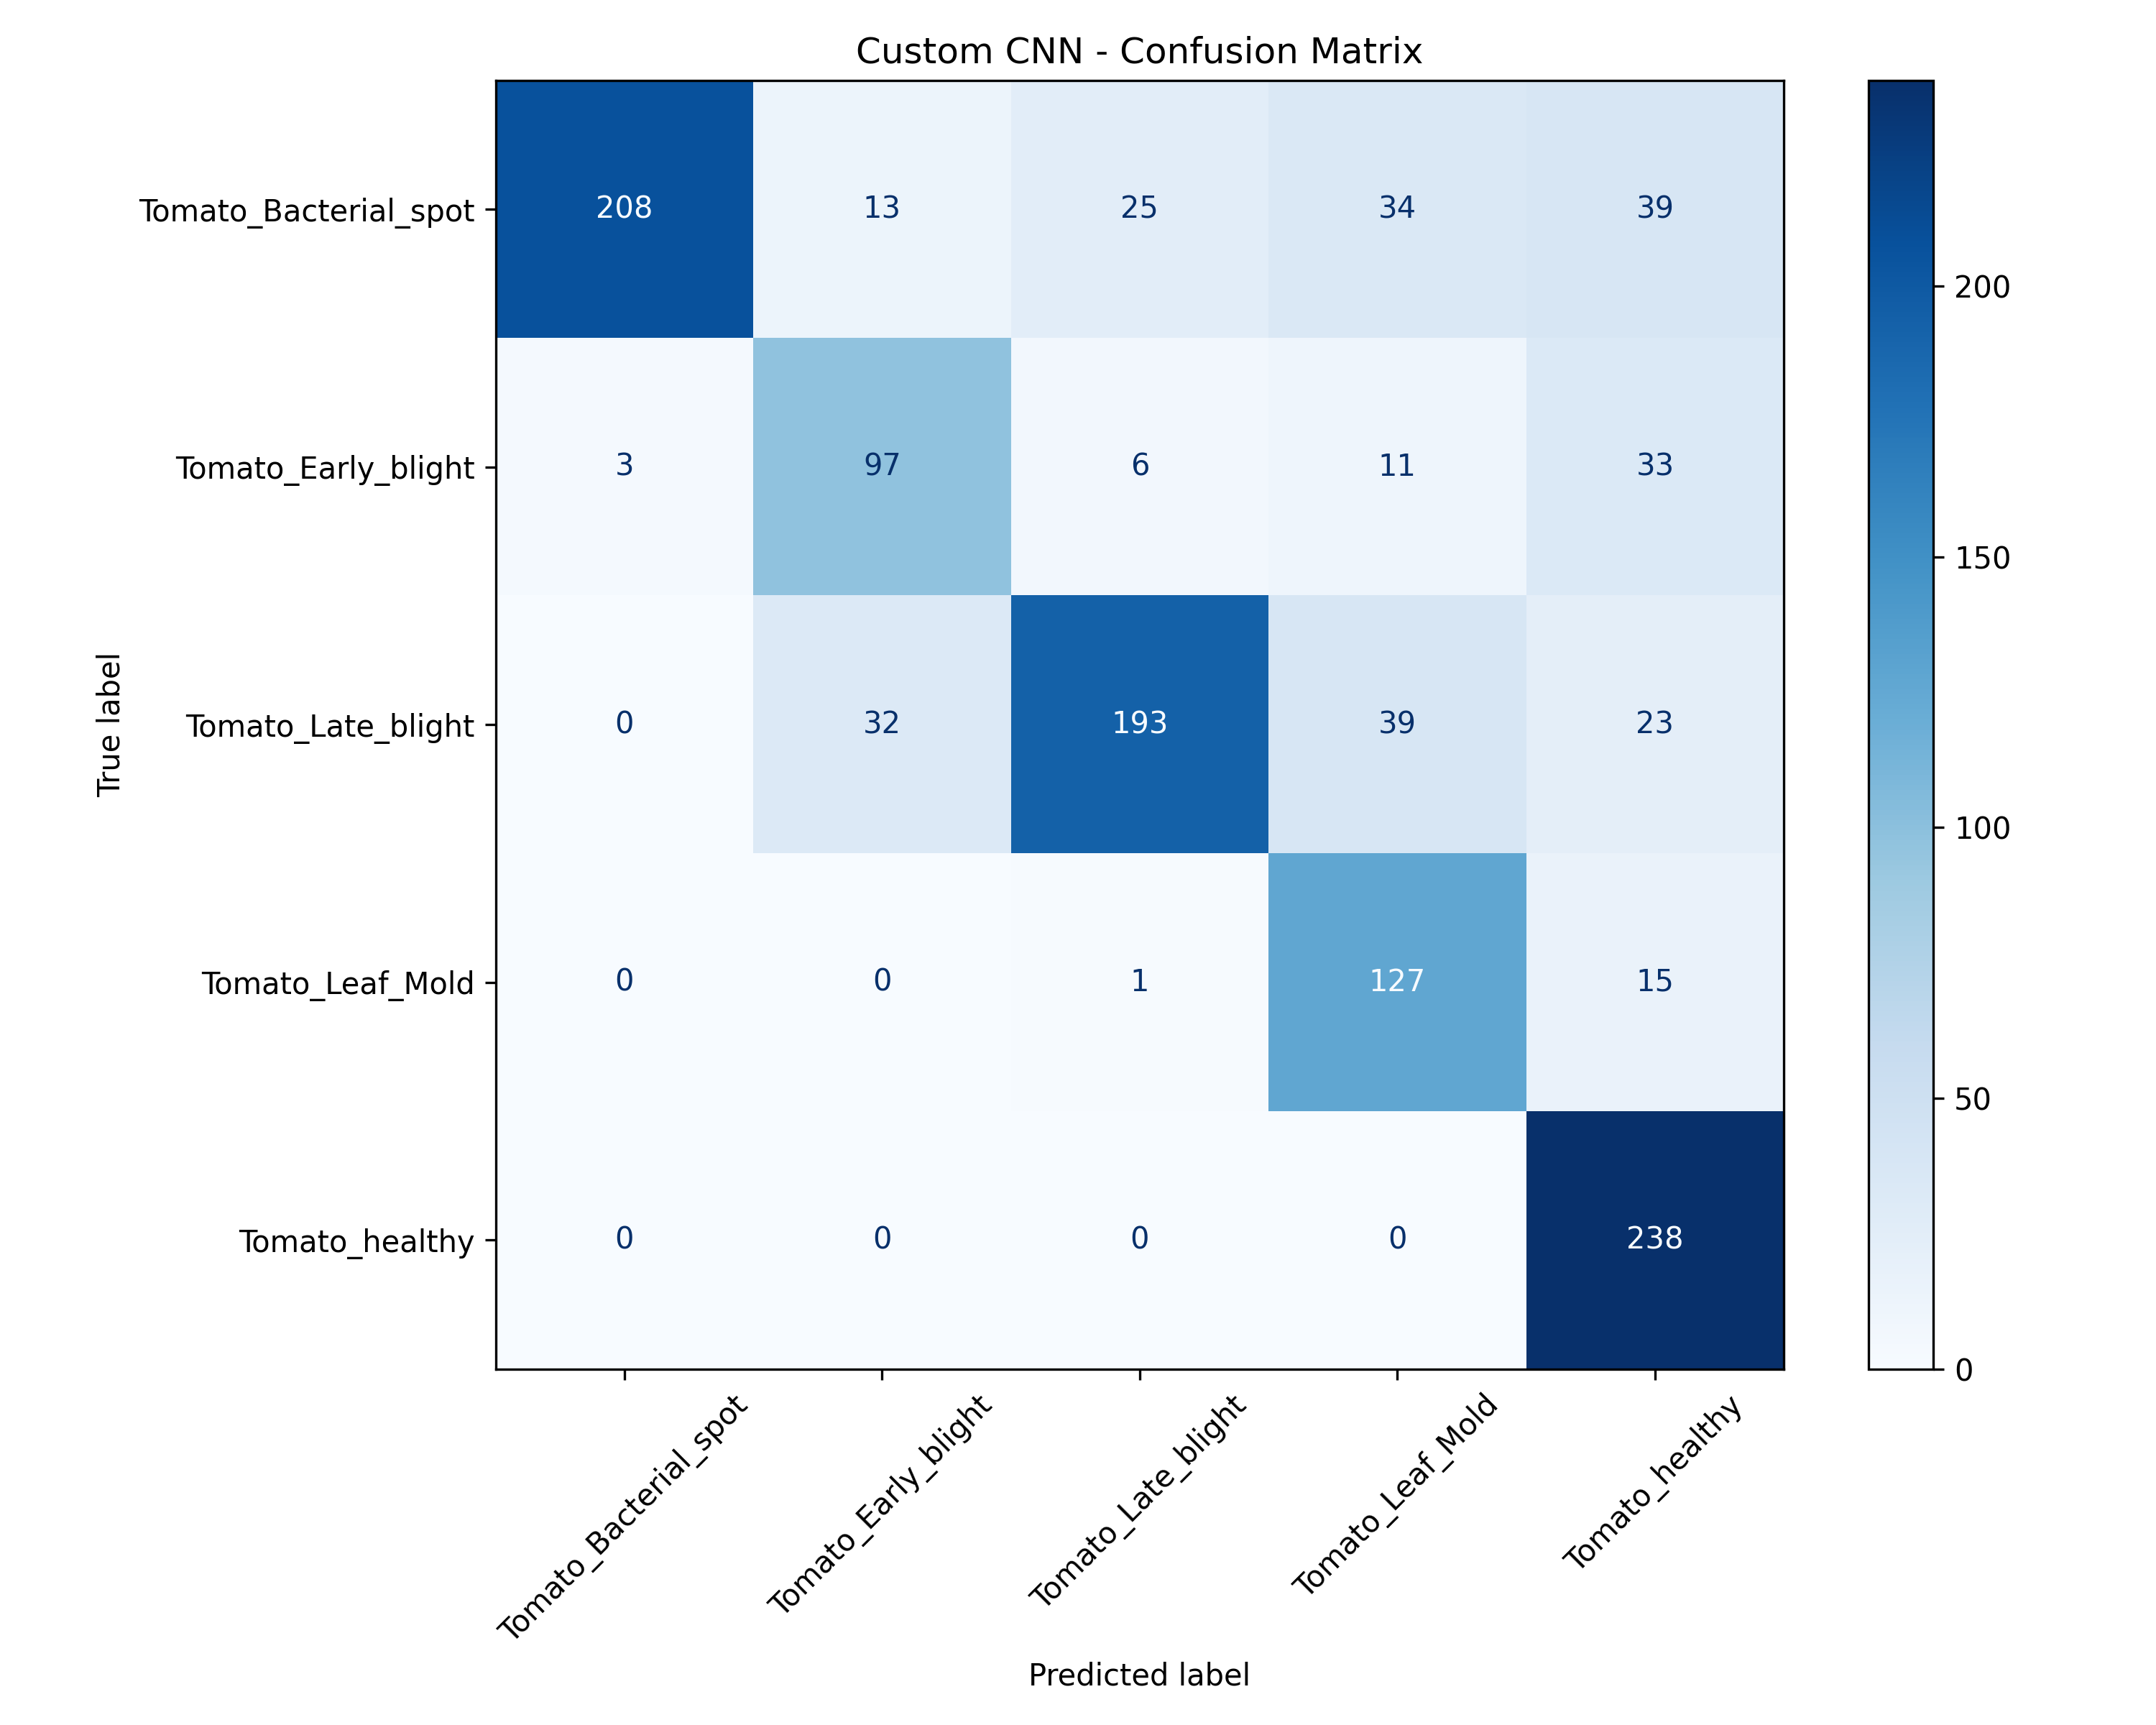 Custom CNN - Confusion Matrix
Tomato_Bacterial_spot 208 13 25 34 39
Tomato_Early_blight 3 97 6 11 33
Tomato_Late_blight 0 32 193 39 23
Tomato_Leaf_Mold 0 0 1 127 15
Tomato_healthy 0 0 0 0 238
True label
Tomato_Bacterial_spot Tomato_Early_blight Tomato_Late_blight Tomato_Leaf_Mold Tomato_healthy
Predicted label
200
150
100
50
0